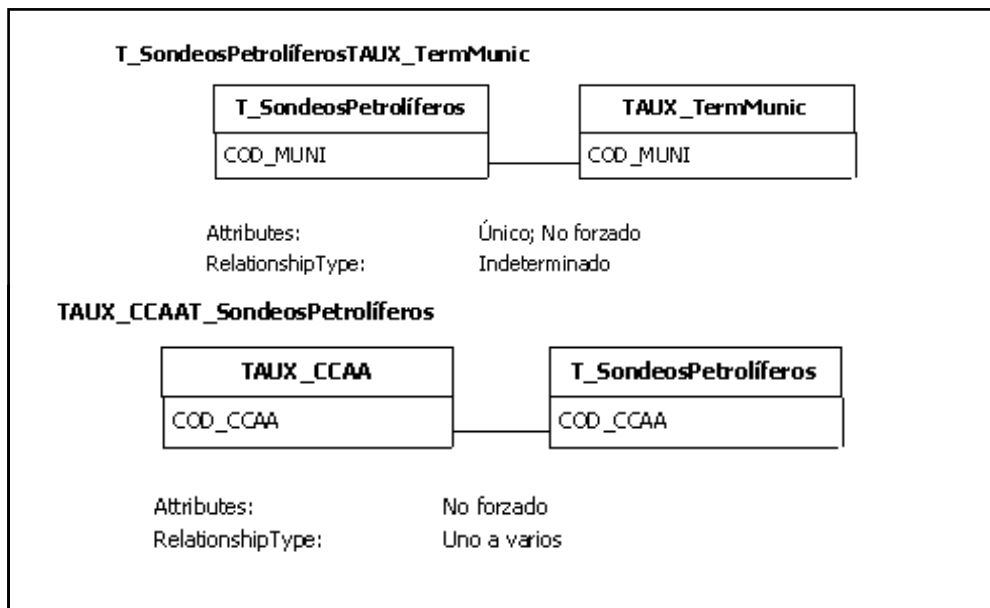 T_SondeosPetrolíferosTAUX_TermMunic
T_SondeosPetrolíferos TAUX_TermMunic
COD_MUNI COD_MUNI
Attributes: Único; No forzado
RelationshipType: Indeterminado
TAUX_CCAAT_SondeosPetrolíferos
TAUX_CCAA T_SondeosPetrolíferos
COD_CCAA COD_CCAA
Attributes: No forzado
RelationshipType: Uno a varios